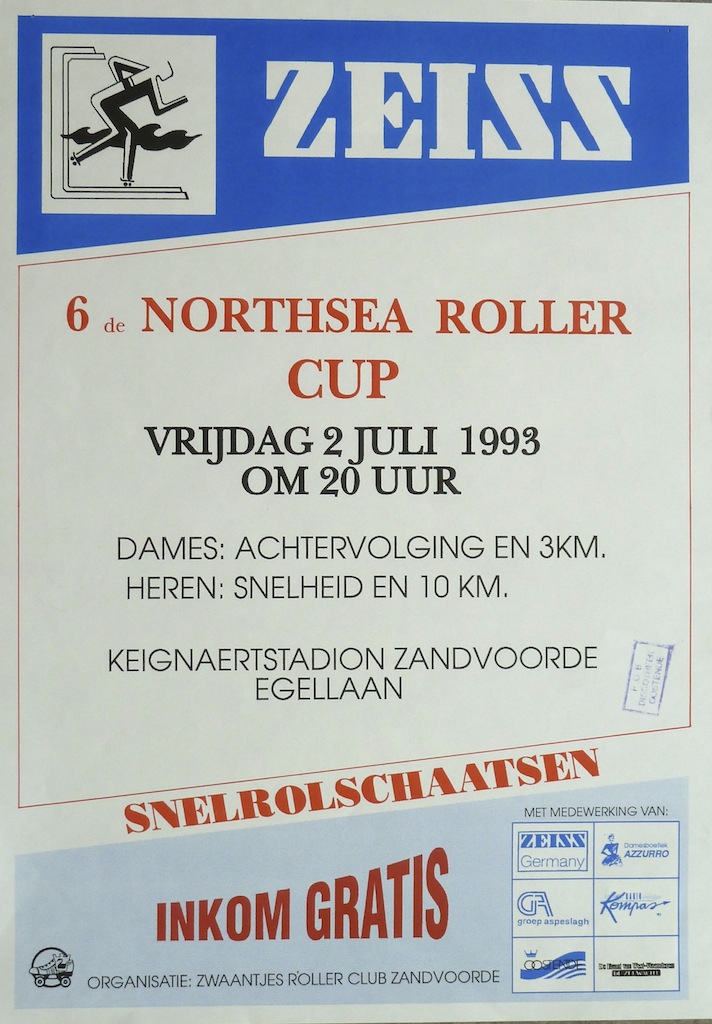 ZEISS
6 de NORTHSEA ROLLER
CUP
VRIJDAG 2 JULI 1993
OM 20 UUR
DAMES: ACHTERVOLGING EN 3KM.
HEREN: SNELHEID EN 10 KM.
KEIGNAERTSTADION ZANDVOORDE
EGELLAAN
OOSTENDE
SNELROLSCHAATSEN
INKOM GRATIS
ORGANISATIE: ZWAANTJES ROLLER CLUB ZANDVOORDE
MET MEDEWERKING VAN:
ZEISS
Germany
Damesboetiek
AZZURRO
GA
groep aspeslagh
Kompas
OOSTENDE